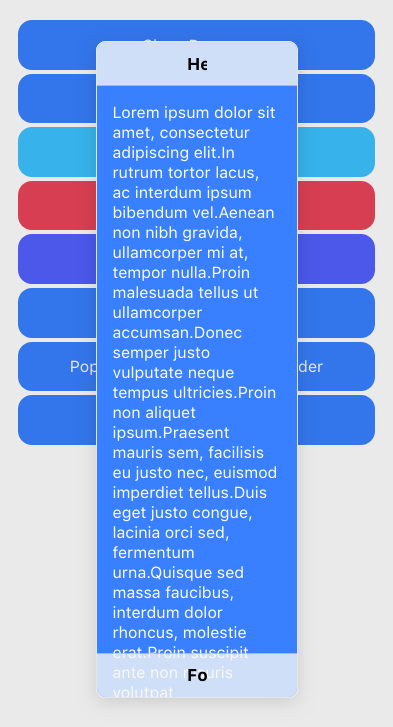 He
Lorem ipsum dolor sit
amet, consectetur
adipiscing elit.In
rutrum tortor lacus,
ac interdum ipsum
bibendum vel.Aenean
non nibh gravida,
ullamcorper mi at,
tempor nulla.Proin
malesuada tellus ut
ullamcorper
accumsan.Donec
semper justo
vulputate neque
tempus ultricies.Proin
non aliquet
ipsum.Praesent
mauris sem, facilisis
eu justo nec, euismod
imperdiet tellus.Duis
eget justo congue,
lacinia orci sed,
fermentum
urna.Quisque sed
massa faucibus,
interdum dolor
rhoncus, molestie
erat.Proin suscipit
ante non mauris
volutpat
Fo
Pop
der